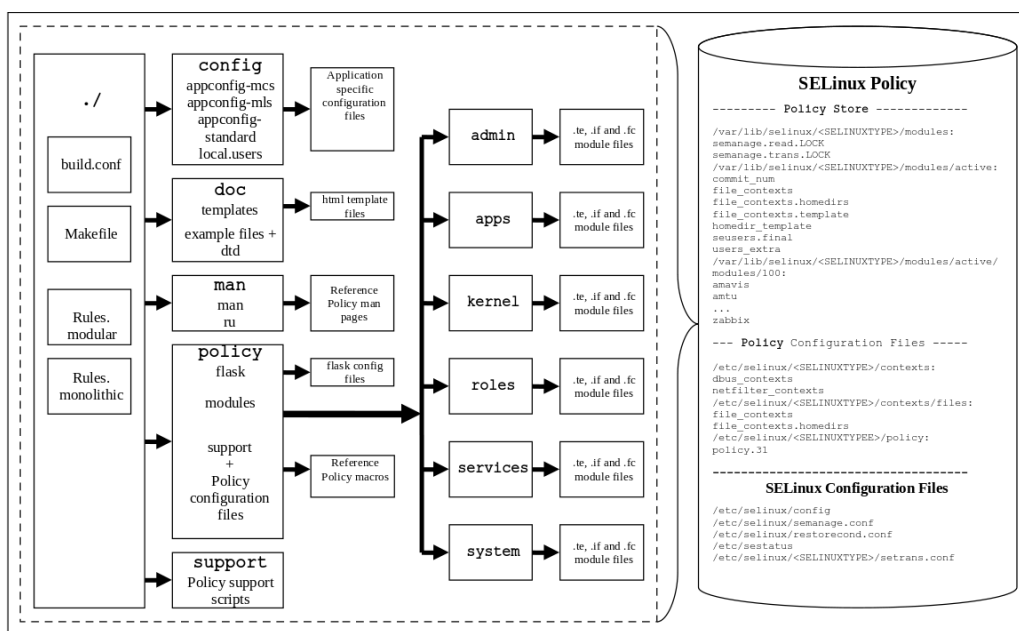 ./
build.conf
Makefile
Rules.
modular
Rules.
monolithic
config
appconfig-mcs
appconfig-mls
appconfig-
standard
local.users
Application
specific
configuration
files
doc
templates
example files +
dtd
html template
files
man
man
ru
Reference
Policy man
pages
policy
flask
modules
support
+
Policy
configuration
files
flask config
files
Reference
Policy macros
support
Policy support
scripts
admin
.te, .if and .fc
module files
apps
.te, .if and .fc
module files
kernel
.te, .if and .fc
module files
roles
.te, .if and .fc
module files
services
.te, .if and .fc
module files
system
.te, .if and .fc
module files
SELinux Policy
--------- Policy Store -------------
/var/lib/selinux/<SELINUXTYPE>/modules:
semanage.read.LOCK
semanage.trans.LOCK
/var/lib/selinux/<SELINUXTYPE>/modules/active:
commit_num
file_contexts
file_contexts.homedirs
file_contexts.template
homedir_template
seusers.final
users_extra
/var/lib/selinux/<SELINUXTYPE>/modules/active/
modules/100:
amavis
amtu
...
zabbix
--- Policy Configuration Files -----
/etc/selinux/<SELINUXTYPE>/contexts:
dbus_contexts
netfilter_contexts
/etc/selinux/<SELINUXTYPE>/contexts/files:
file_contexts
file_contexts.homedirs
/etc/selinux/<SELINUXTYPEE>/policy:
policy.31
------------------------------------
SELinux Configuration Files
/etc/selinux/config
/etc/selinux/semanage.conf
/etc/selinux/restorecond.conf
/etc/sestatus
/etc/selinux/<SELINUXTYPE>/setrans.conf